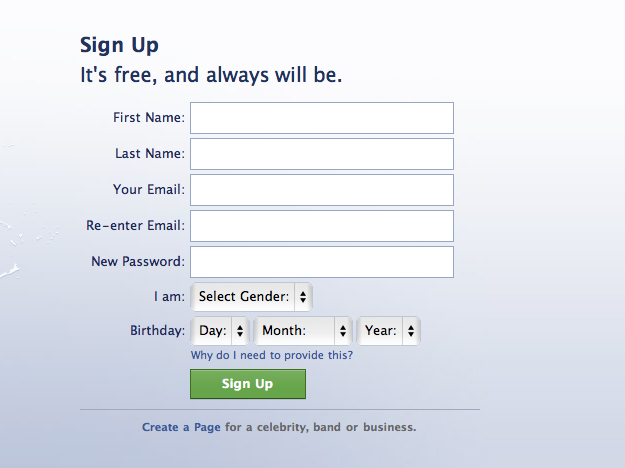 Sign Up
It's free, and always will be.
First Name:
Last Name:
Your Email:
Re-enter Email:
New Password:
I am: Select Gender:
Birthday: Day: Month: Year:
Why do I need to provide this?
Sign Up
Create a Page for a celebrity, band or business.